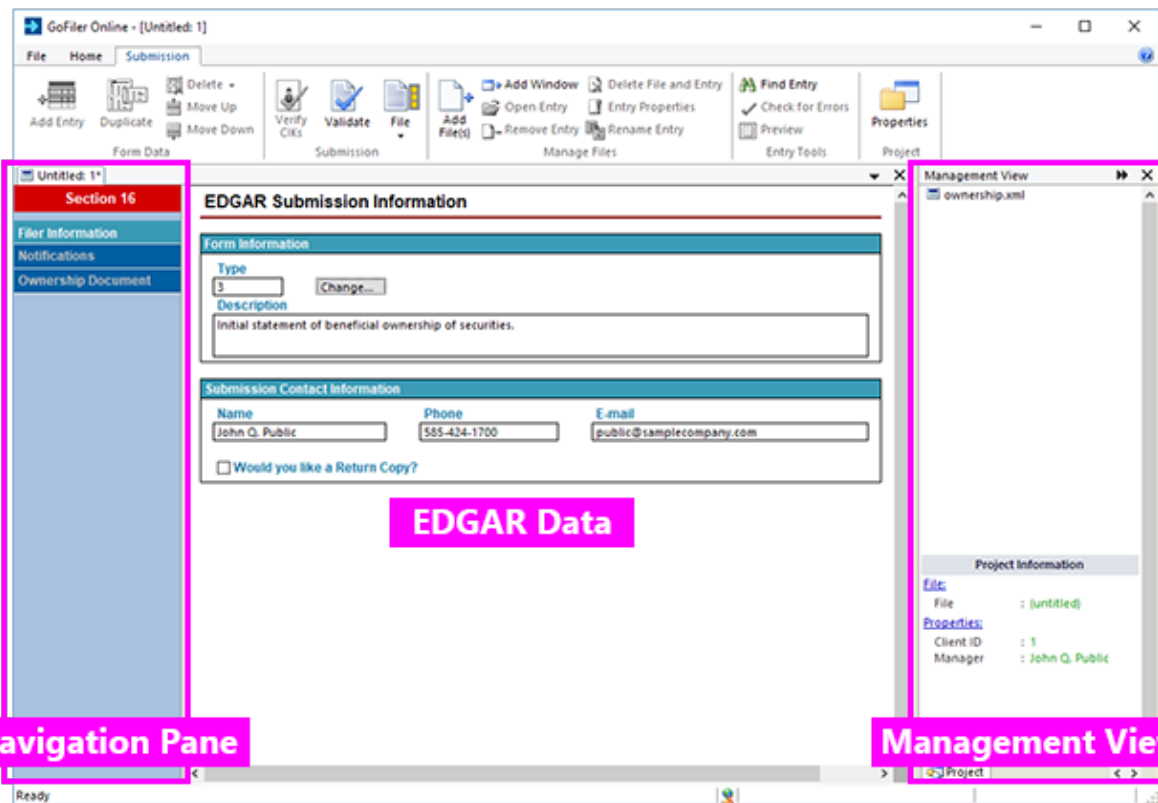 GoFiler Online - [Untitled: 1]
File Home Submission
Add Entry
Duplicate
Delete
Move Up
Move Down
Form Data
Verify CIKs
Validate
File
Submission
Add File(s)
Add Window
Open Entry
Remove Entry
Delete File and Entry
Entry Properties
Rename Entry
Manage Files
Find Entry
Check for Errors
Preview
Entry Tools
Properties
Project
Untitled: 1*
Section 16
Filer Information
Notifications
Ownership Document
EDGAR Submission Information
Form Information
Type
3
Change...
Description
Initial statement of beneficial ownership of securities.
Submission Contact Information
Name Phone E-mail
John Q. Public 585-424-1700 public@samplecompany.com
Would you like a Return Copy?
EDGAR Data
avigation Pane
Management View
ownership.xml
Project Information
File:
File : (untitled)
Properties:
Client ID : 1
Manager : John Q. Public
Management Vie
Project
Ready